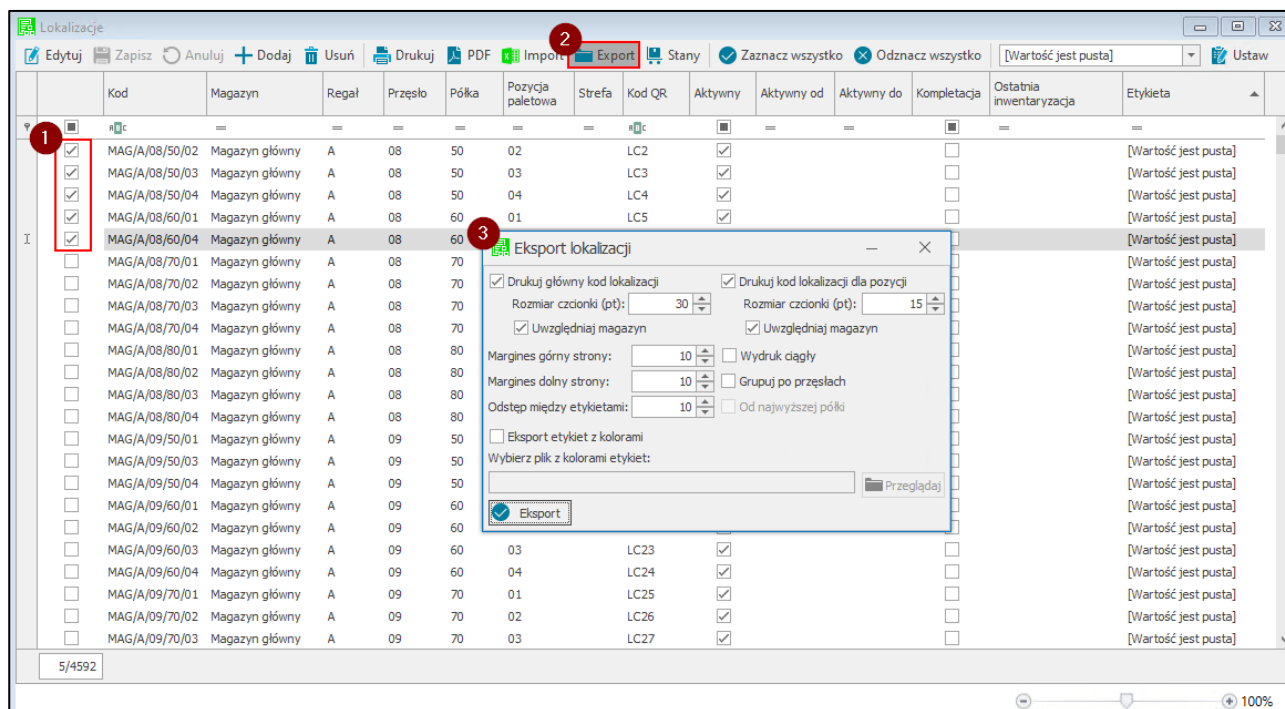 Lokalizacje
Edytuj Zapisz Anuluj Dodaj Usuń Drukuj PDF Import 2 Export Stany Zaznacz wszystko Odznacz wszystko [Wartość jest pusta] Ustaw
Kod Magazyn Regał Przęsło Półka Pozycja paletowa Strefa Kod QR Aktywny Aktywny od Aktywny do Kompletacja Ostatnia inwentaryzacja Etykieta
1
MAG/A/08/50/02 Magazyn główny A 08 50 02 LC2 [Wartość jest pusta]
MAG/A/08/50/03 Magazyn główny A 08 50 03 LC3 [Wartość jest pusta]
MAG/A/08/50/04 Magazyn główny A 08 50 04 LC4 [Wartość jest pusta]
MAG/A/08/60/01 Magazyn główny A 08 60 01 LC5 [Wartość jest pusta]
MAG/A/08/60/04 Magazyn główny A 08 60 [Wartość jest pusta]
MAG/A/08/70/01 Magazyn główny A 08 70 [Wartość jest pusta]
MAG/A/08/70/02 Magazyn główny A 08 70 [Wartość jest pusta]
MAG/A/08/70/03 Magazyn główny A 08 70 [Wartość jest pusta]
MAG/A/08/70/04 Magazyn główny A 08 70 [Wartość jest pusta]
MAG/A/08/80/01 Magazyn główny A 08 80 [Wartość jest pusta]
MAG/A/08/80/02 Magazyn główny A 08 80 [Wartość jest pusta]
MAG/A/08/80/03 Magazyn główny A 08 80 [Wartość jest pusta]
MAG/A/08/80/04 Magazyn główny A 08 80 [Wartość jest pusta]
MAG/A/09/50/01 Magazyn główny A 09 50 [Wartość jest pusta]
MAG/A/09/50/03 Magazyn główny A 09 50 [Wartość jest pusta]
MAG/A/09/50/04 Magazyn główny A 09 50 [Wartość jest pusta]
MAG/A/09/60/01 Magazyn główny A 09 60 [Wartość jest pusta]
MAG/A/09/60/02 Magazyn główny A 09 60 [Wartość jest pusta]
MAG/A/09/60/03 Magazyn główny A 09 60 03 LC23 [Wartość jest pusta]
MAG/A/09/60/04 Magazyn główny A 09 60 04 LC24 [Wartość jest pusta]
MAG/A/09/70/01 Magazyn główny A 09 70 01 LC25 [Wartość jest pusta]
MAG/A/09/70/02 Magazyn główny A 09 70 02 LC26 [Wartość jest pusta]
MAG/A/09/70/03 Magazyn główny A 09 70 03 LC27 [Wartość jest pusta]
3
Eksport lokalizacji
Drukuj główny kod lokalizacji Drukuj kod lokalizacji dla pozycji
Rozmiar czcionki (pt): 30 Rozmiar czcionki (pt): 15
Uwzględniaj magazyn Uwzględniaj magazyn
Margines górny strony: 10 Wydruk ciągły
Margines dolny strony: 10 Grupuj po przęsłach
Odstęp między etykietami: 10 Od najwyższej półki
Eksport etykiet z kolorami
Wybierz plik z kolorami etykiet:
Przeglądaj
Eksport
5/4592
100%